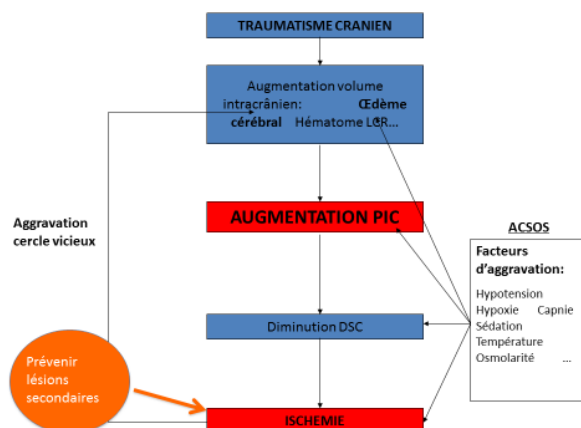 TRAUMATISME CRANIEN
Augmentation volume
intracrânien: Œdème
cérébral Hématome LCR…
Aggravation
cercle vicieux
AUGMENTATION PIC
ACSOS
Facteurs
d’aggravation:
Hypotension
Hypoxie Capnie
Sédation
Température
Osmolarité …
Diminution DSC
Prévenir
lésions
secondaires
ISCHEMIE